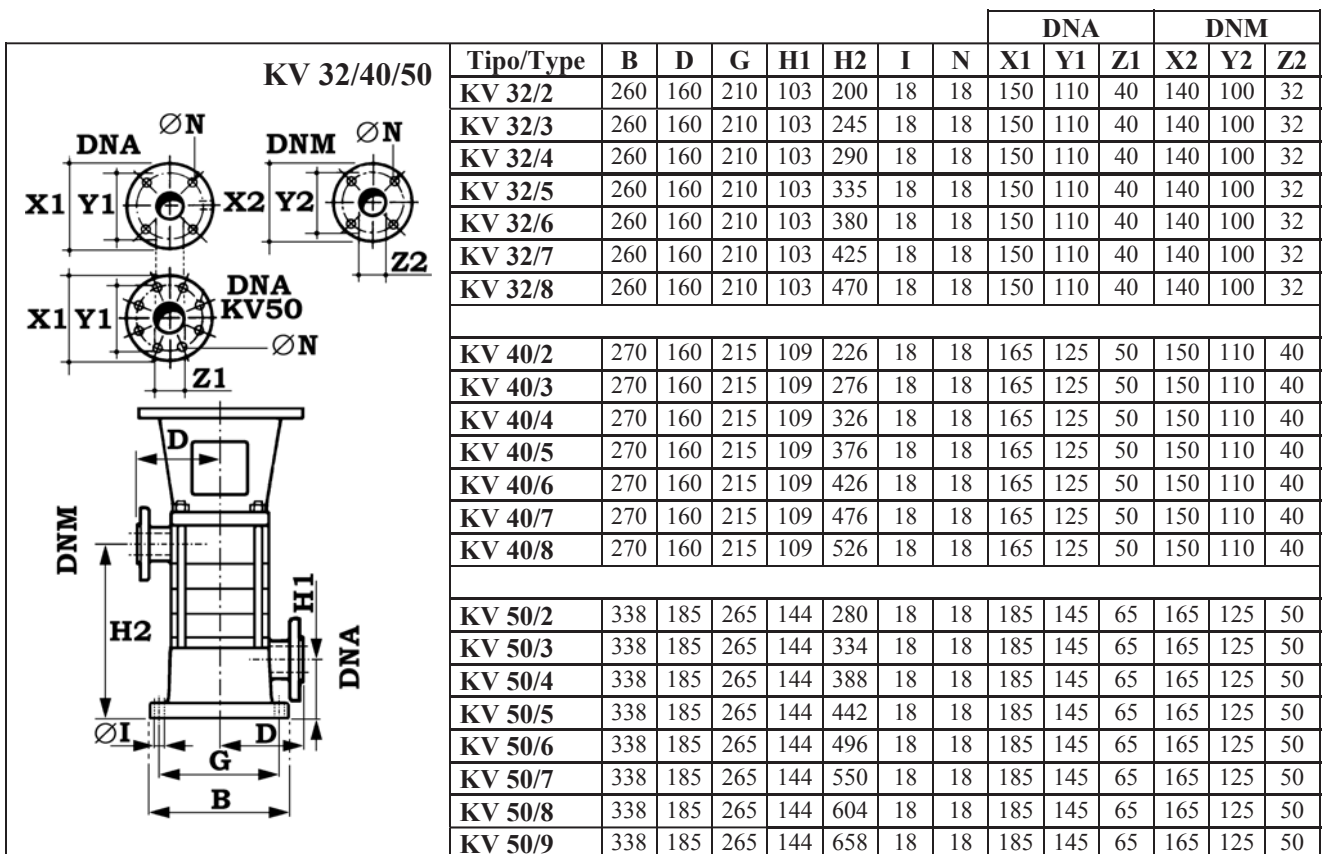 KV 32/40/50
DNA ∅N
DNM ∅N
X1 Y1
X2 Y2
Z2
DNA
KV50
X1 Y1
∅N
Z1
D
DNM
H2
H1
DNA
∅I
D
G
B
DNA DNM
Tipo/Type B D G H1 H2 I N X1 Y1 Z1 X2 Y2 Z2
KV 32/2 260 160 210 103 200 18 18 150 110 40 140 100 32
KV 32/3 260 160 210 103 245 18 18 150 110 40 140 100 32
KV 32/4 260 160 210 103 290 18 18 150 110 40 140 100 32
KV 32/5 260 160 210 103 335 18 18 150 110 40 140 100 32
KV 32/6 260 160 210 103 380 18 18 150 110 40 140 100 32
KV 32/7 260 160 210 103 425 18 18 150 110 40 140 100 32
KV 32/8 260 160 210 103 470 18 18 150 110 40 140 100 32
KV 40/2 270 160 215 109 226 18 18 165 125 50 150 110 40
KV 40/3 270 160 215 109 276 18 18 165 125 50 150 110 40
KV 40/4 270 160 215 109 326 18 18 165 125 50 150 110 40
KV 40/5 270 160 215 109 376 18 18 165 125 50 150 110 40
KV 40/6 270 160 215 109 426 18 18 165 125 50 150 110 40
KV 40/7 270 160 215 109 476 18 18 165 125 50 150 110 40
KV 40/8 270 160 215 109 526 18 18 165 125 50 150 110 40
KV 50/2 338 185 265 144 280 18 18 185 145 65 165 125 50
KV 50/3 338 185 265 144 334 18 18 185 145 65 165 125 50
KV 50/4 338 185 265 144 388 18 18 185 145 65 165 125 50
KV 50/5 338 185 265 144 442 18 18 185 145 65 165 125 50
KV 50/6 338 185 265 144 496 18 18 185 145 65 165 125 50
KV 50/7 338 185 265 144 550 18 18 185 145 65 165 125 50
KV 50/8 338 185 265 144 604 18 18 185 145 65 165 125 50
KV 50/9 338 185 265 144 658 18 18 185 145 65 165 125 50